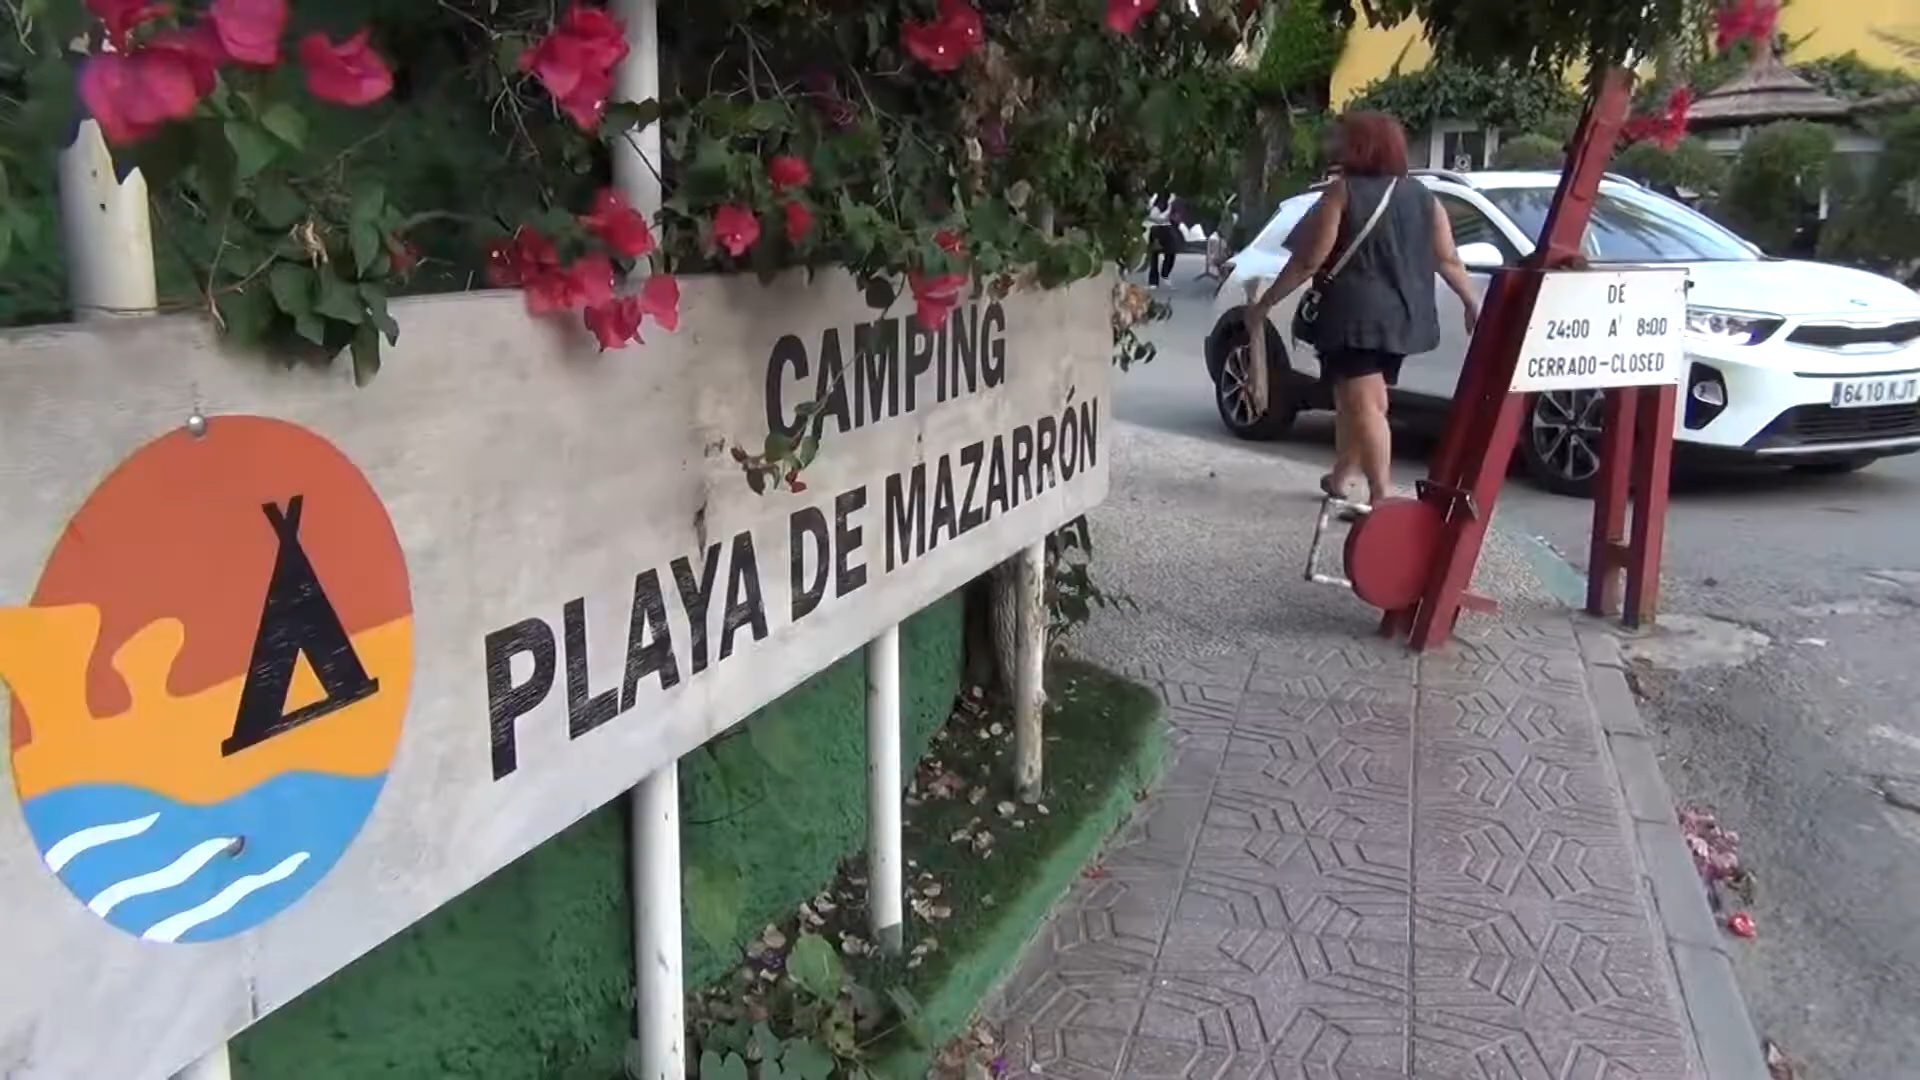 CAMPING
PLAYA DE MAZARRÓN
DE
24:00 A' 8:00
CERRADO-CLOSED
6410 KJT